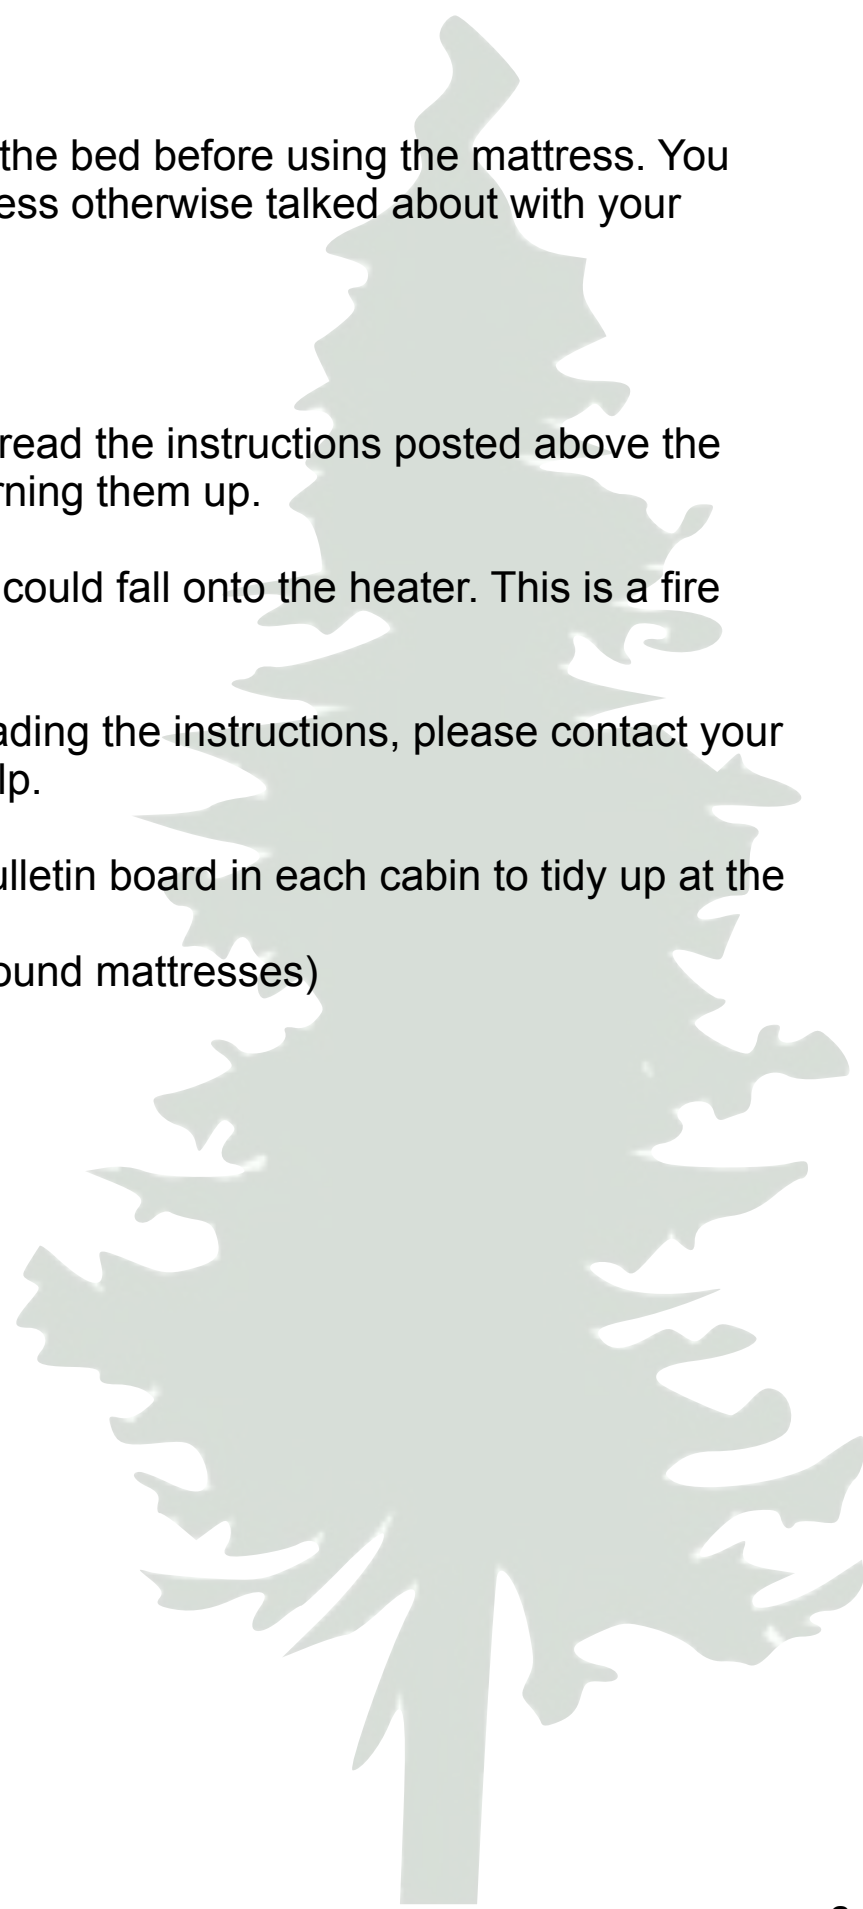 the bed before using the mattress. You
ess otherwise talked about with your
read the instructions posted above the
rning them up.
could fall onto the heater. This is a fire
ading the instructions, please contact your
lp.
ulletin board in each cabin to tidy up at the
ound mattresses)